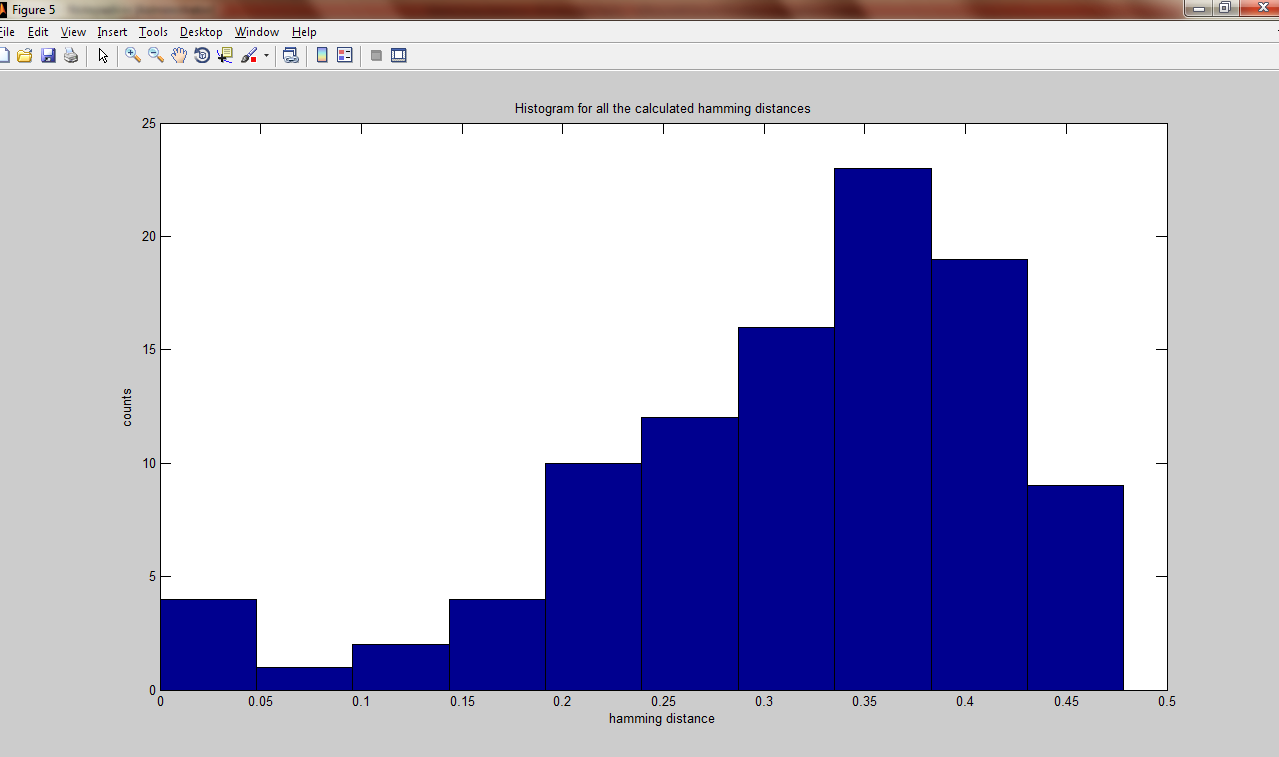 Figure 5
File Edit View Insert Tools Desktop Window Help
Histogram for all the calculated hamming distances
25
20
15
10
5
0
counts
0 0.05 0.1 0.15 0.2 0.25 0.3 0.35 0.4 0.45 0.5
hamming distance